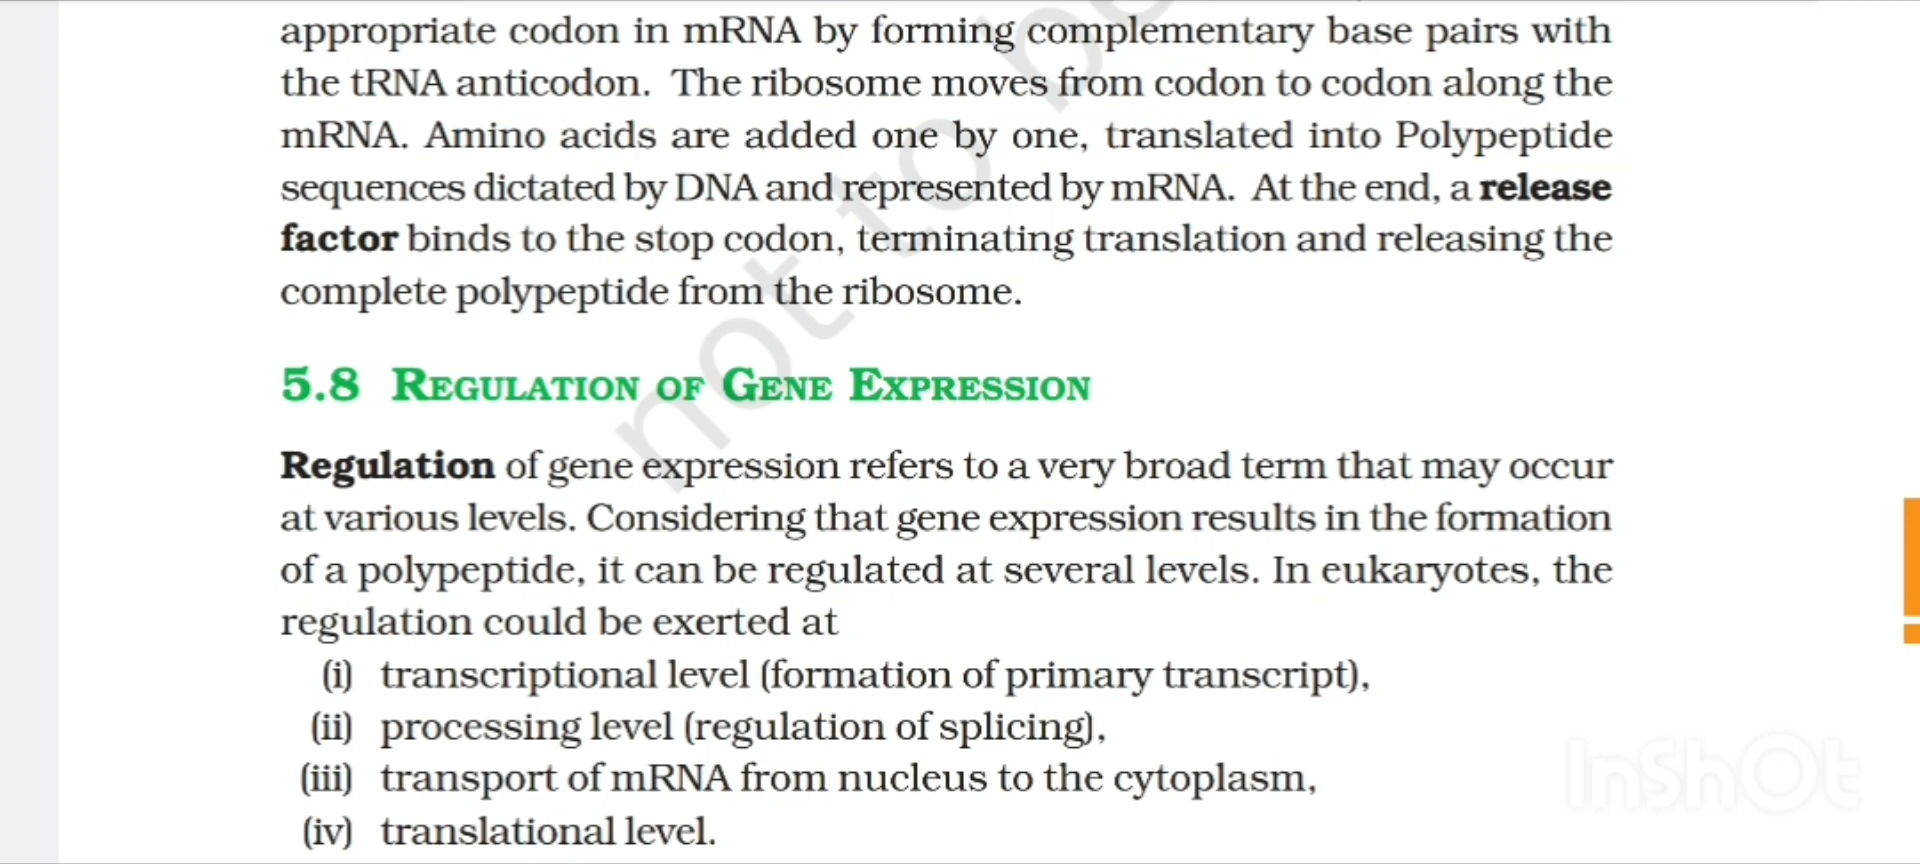 appropriate codon in mRNA by forming complementary base pairs with
the tRNA anticodon. The ribosome moves from codon to codon along the
mRNA. Amino acids are added one by one, translated into Polypeptide
sequences dictated by DNA and represented by mRNA. At the end, a release
factor binds to the stop codon, terminating translation and releasing the
complete polypeptide from the ribosome.
5.8 REGULATION OF GENE EXPRESSION
Regulation of gene expression refers to a very broad term that may occur
at various levels. Considering that gene expression results in the formation
of a polypeptide, it can be regulated at several levels. In eukaryotes, the
regulation could be exerted at
(i) transcriptional level (formation of primary transcript),
(ii) processing level (regulation of splicing),
(iii) transport of mRNA from nucleus to the cytoplasm,
(iv) translational level.
not to be
InShOt